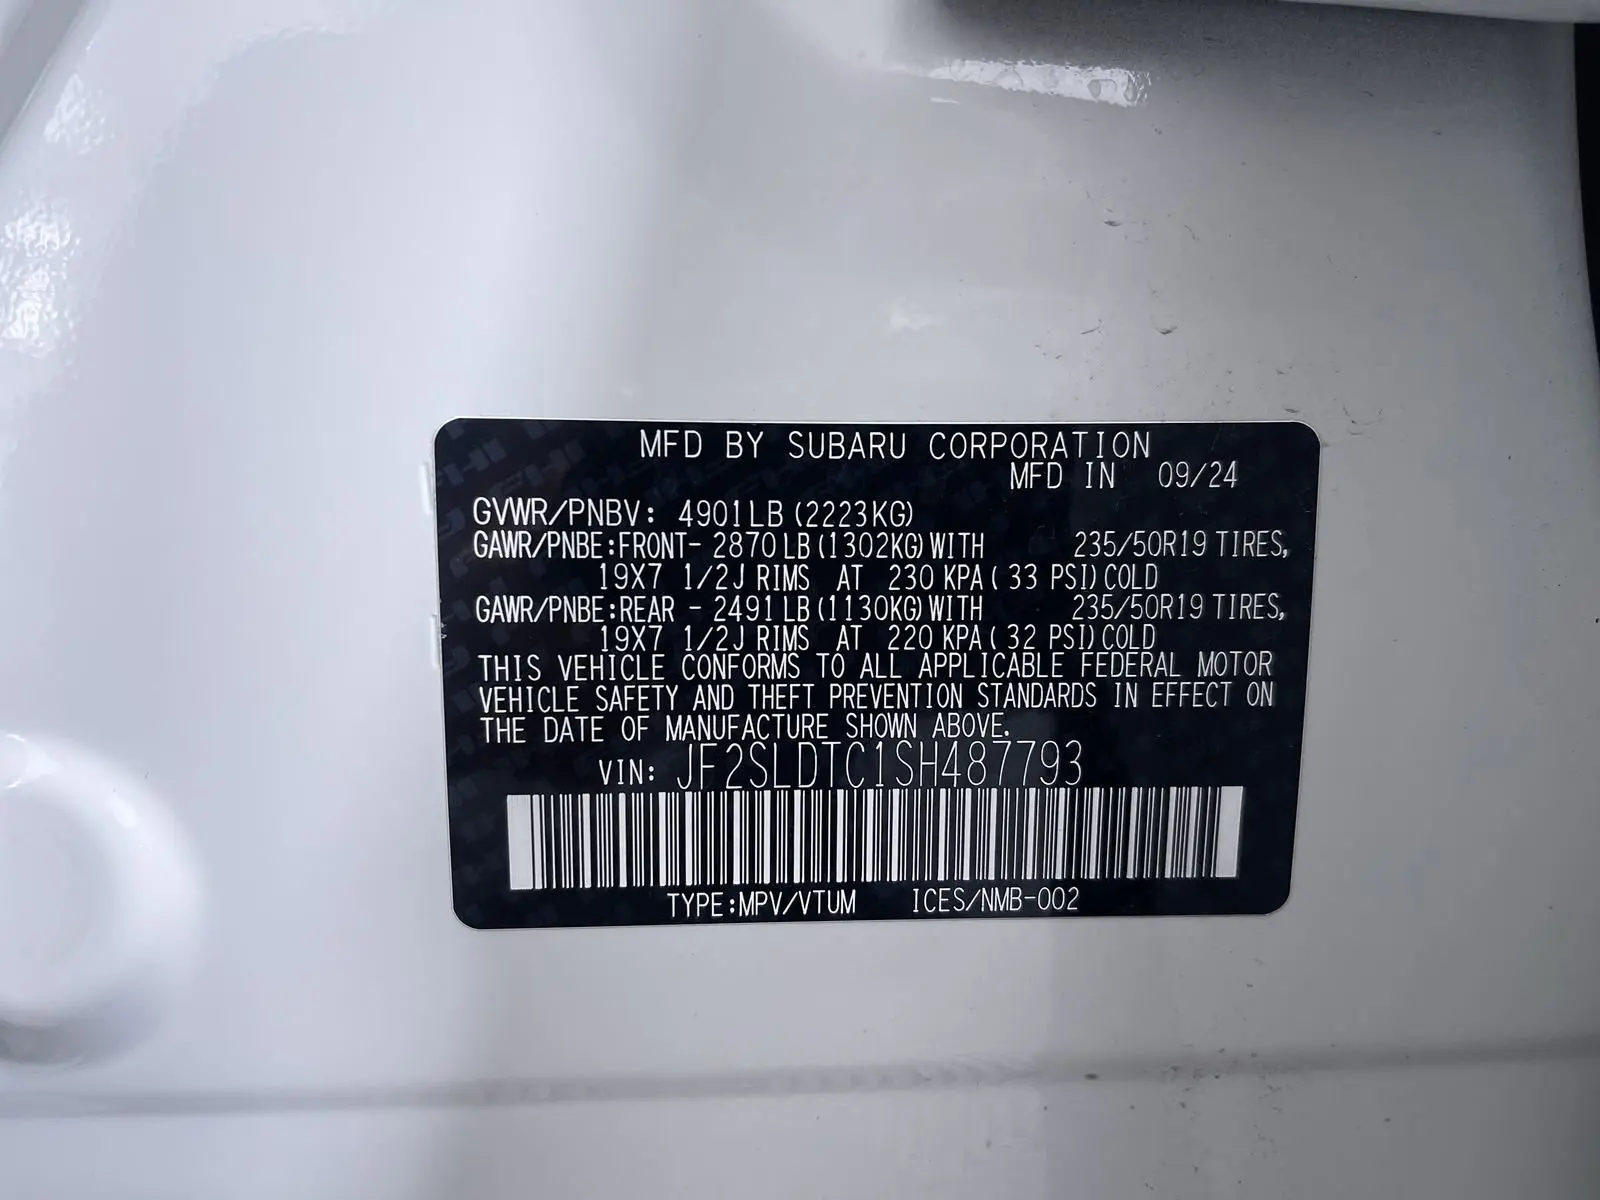 MFD BY SUBARU CORPORATION
MFD IN 09/24
GVWR/PNBV: 4901LB (2223KG)
GAWR/PNBE:FRONT- 2870 LB (1302KG) WITH 235/50R19 TIRES,
19X7 1/2J RIMS AT 230 KPA ( 33 PSI) COLD
GAWR/PNBE:REAR - 2491 LB (1130KG) WITH 235/50R19 TIRES,
19X7 1/2J RIMS AT 220 KPA ( 32 PSI) COLD
THIS VEHICLE CONFORMS TO ALL APPLICABLE FEDERAL MOTOR
VEHICLE SAFETY AND THEFT PREVENTION STANDARDS IN EFFECT ON
THE DATE OF MANUFACTURE SHOWN ABOVE.
VIN: JF2SLDTC1SH487793
TYPE:MPV/VTUM ICES/NMB-002